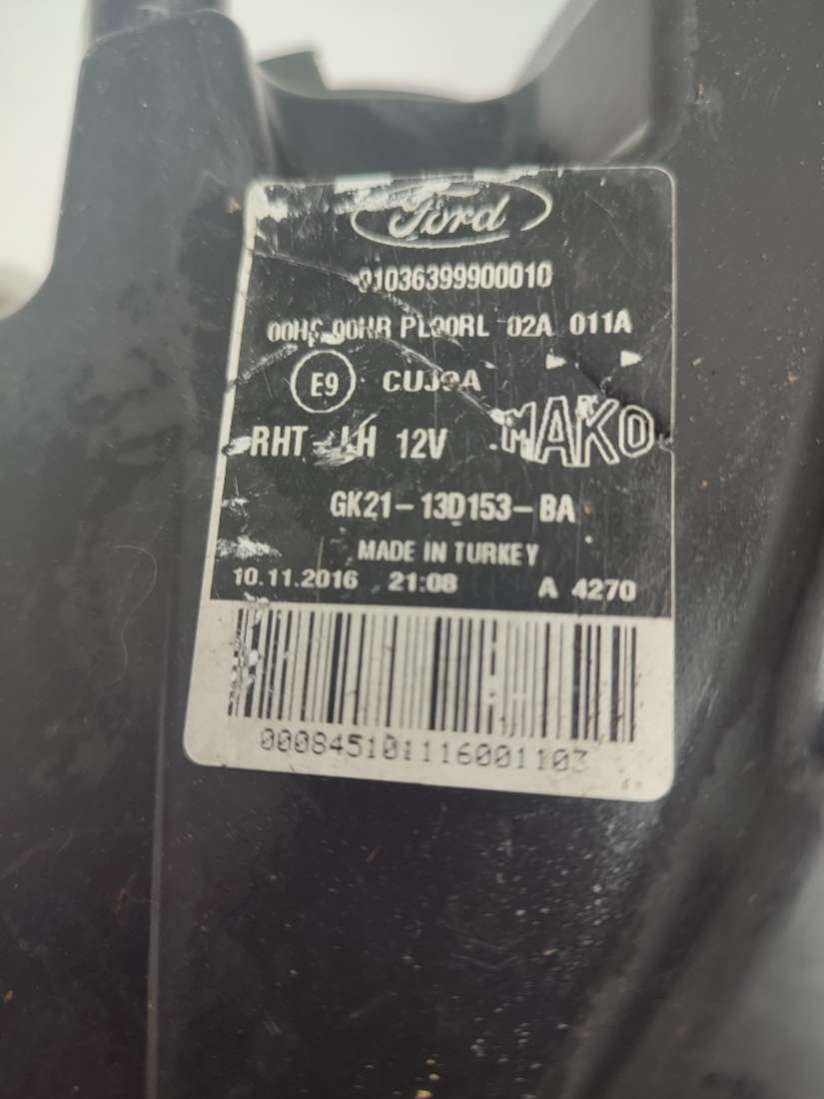 Ford
01036399900010
00HC 00HR PL00RL 02A 011A
E9 CUJ9A
RHT-LH 12V MAKO
GK21-13D153-BA
MADE IN TURKEY
10.11.2016 21:08 A 4270
000845101116001103